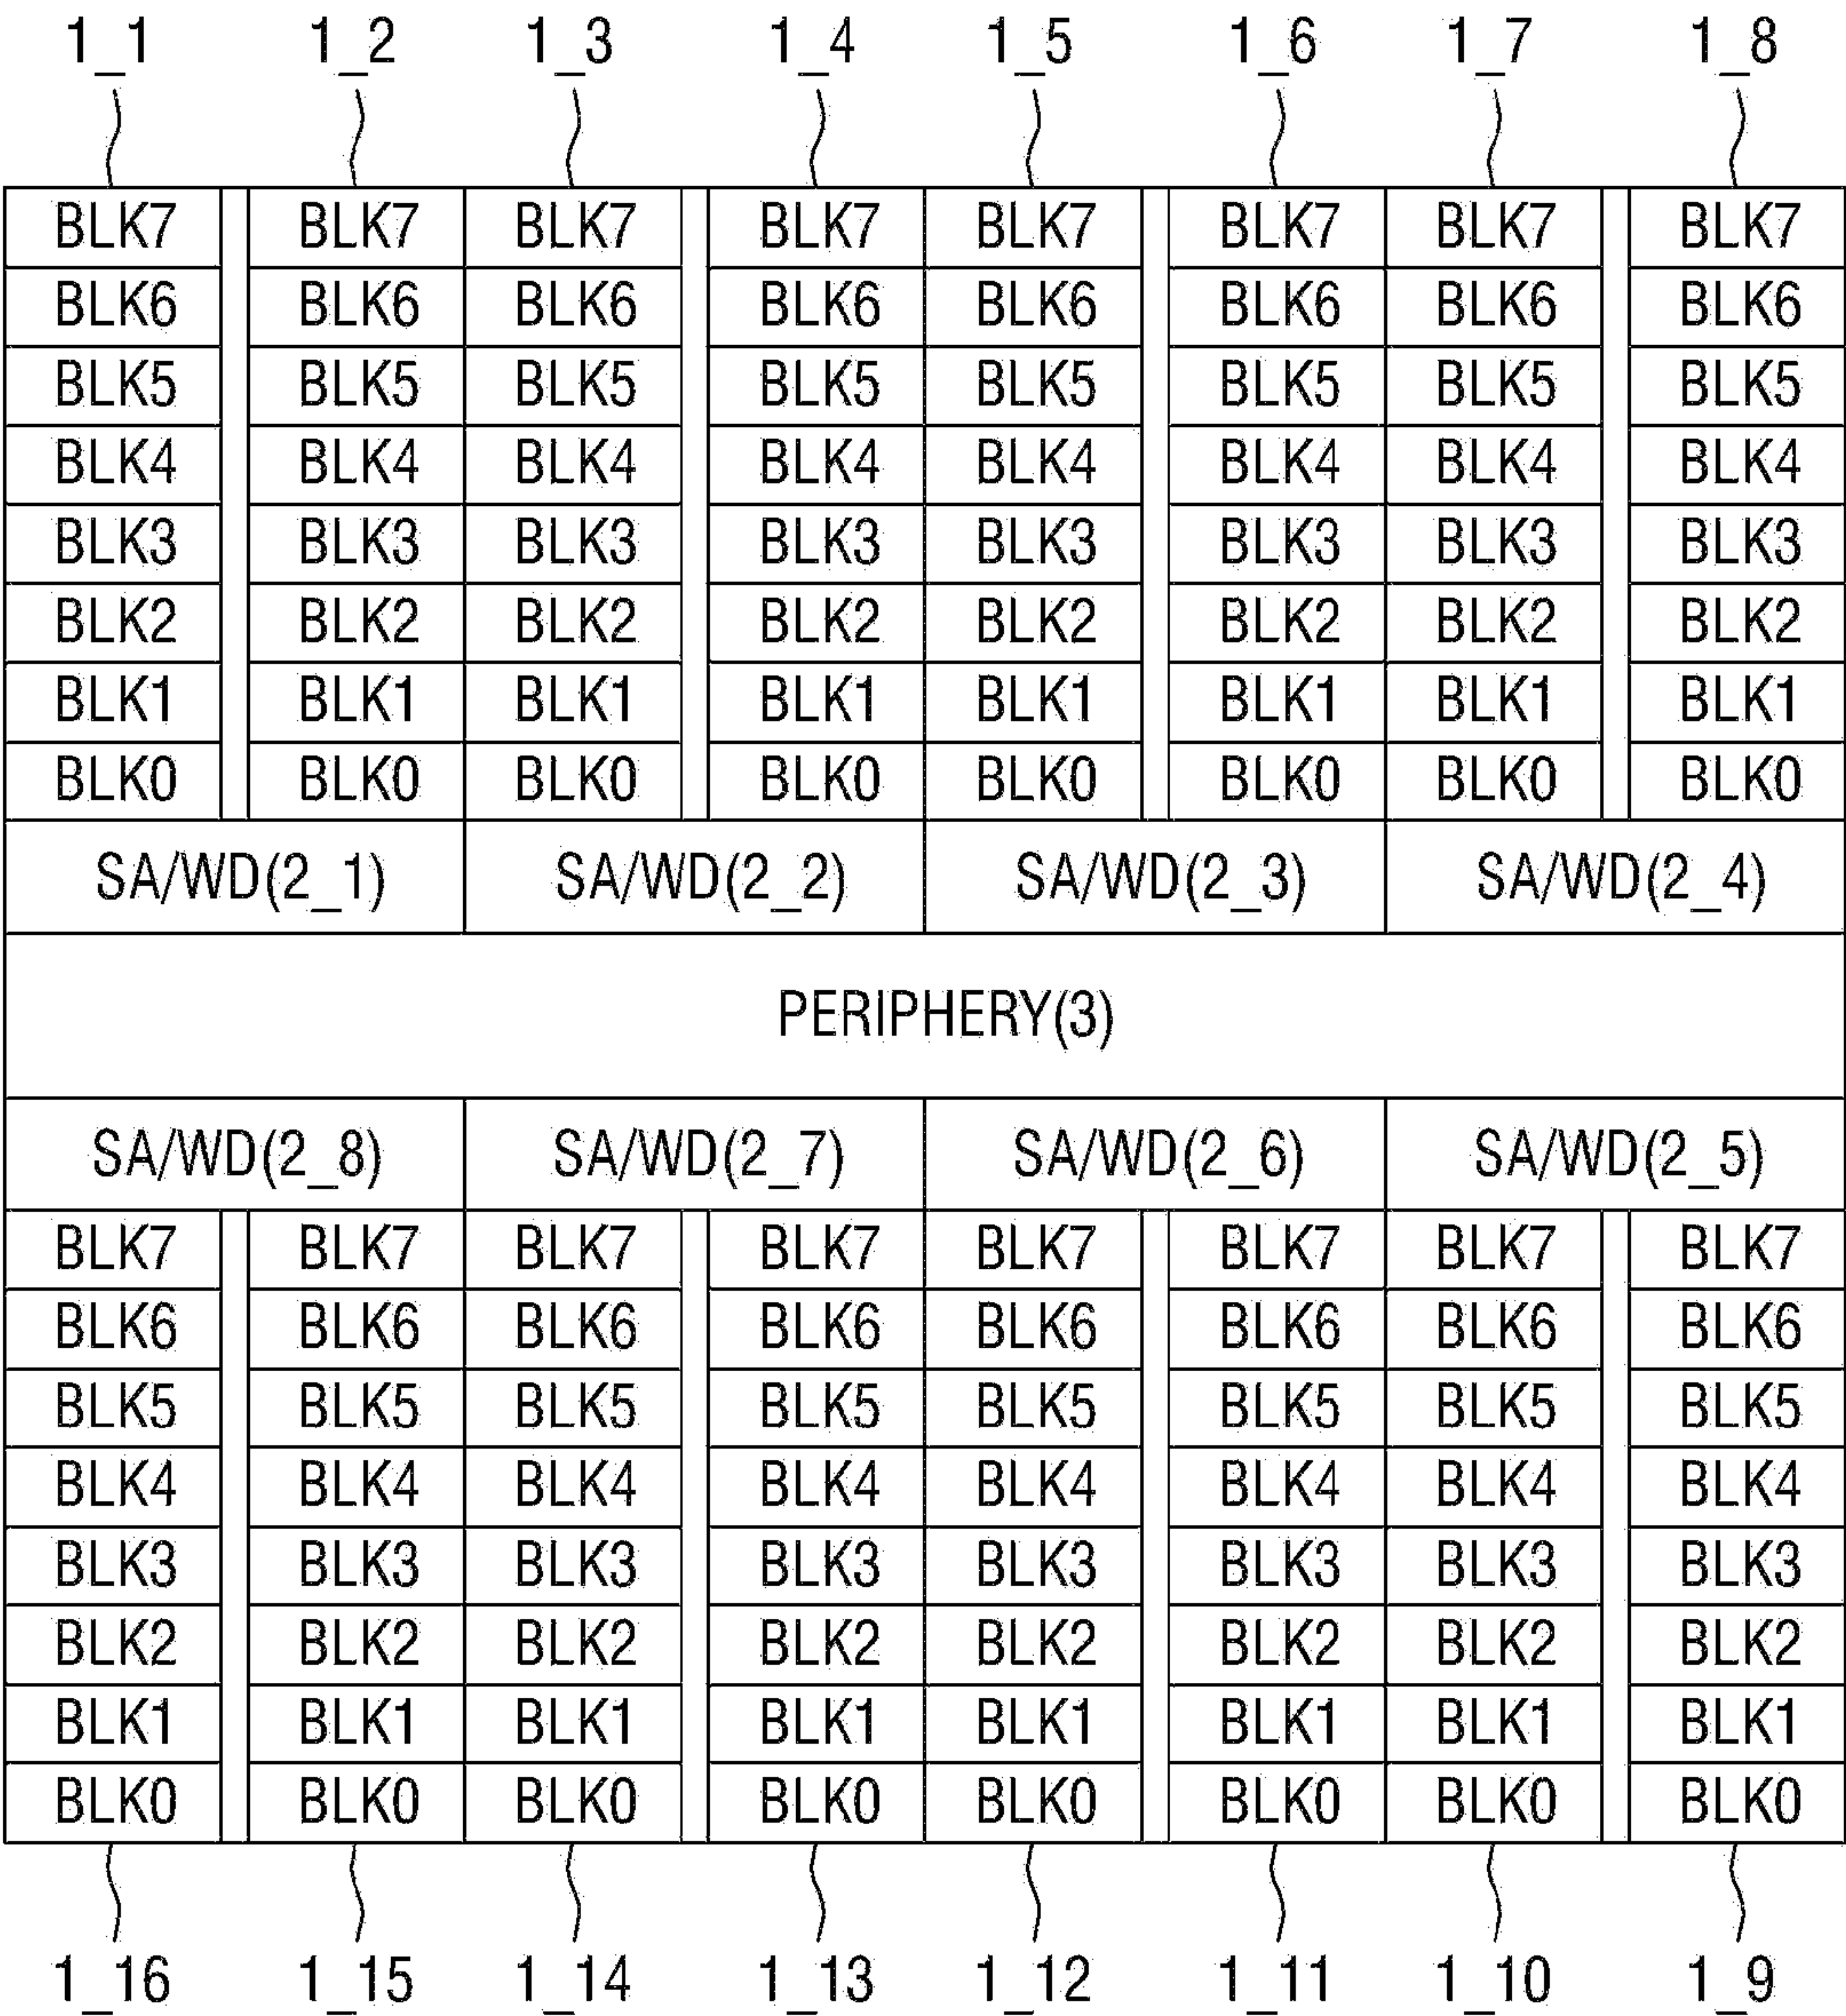 1_1 1_2 1_3 1_4 1_5 1_6 1_7 1_8
BLK7 BLK7 BLK7 BLK7 BLK7 BLK7 BLK7 BLK7
BLK6 BLK6 BLK6 BLK6 BLK6 BLK6 BLK6 BLK6
BLK5 BLK5 BLK5 BLK5 BLK5 BLK5 BLK5 BLK5
BLK4 BLK4 BLK4 BLK4 BLK4 BLK4 BLK4 BLK4
BLK3 BLK3 BLK3 BLK3 BLK3 BLK3 BLK3 BLK3
BLK2 BLK2 BLK2 BLK2 BLK2 BLK2 BLK2 BLK2
BLK1 BLK1 BLK1 BLK1 BLK1 BLK1 BLK1 BLK1
BLK0 BLK0 BLK0 BLK0 BLK0 BLK0 BLK0 BLK0
SA/WD(2_1) SA/WD(2_2) SA/WD(2_3) SA/WD(2_4)
PERIPHERY(3)
SA/WD(2_8) SA/WD(2_7) SA/WD(2_6) SA/WD(2_5)
BLK7 BLK7 BLK7 BLK7 BLK7 BLK7 BLK7 BLK7
BLK6 BLK6 BLK6 BLK6 BLK6 BLK6 BLK6 BLK6
BLK5 BLK5 BLK5 BLK5 BLK5 BLK5 BLK5 BLK5
BLK4 BLK4 BLK4 BLK4 BLK4 BLK4 BLK4 BLK4
BLK3 BLK3 BLK3 BLK3 BLK3 BLK3 BLK3 BLK3
BLK2 BLK2 BLK2 BLK2 BLK2 BLK2 BLK2 BLK2
BLK1 BLK1 BLK1 BLK1 BLK1 BLK1 BLK1 BLK1
BLK0 BLK0 BLK0 BLK0 BLK0 BLK0 BLK0 BLK0
1_16 1_15 1_14 1_13 1_12 1_11 1_10 1_9